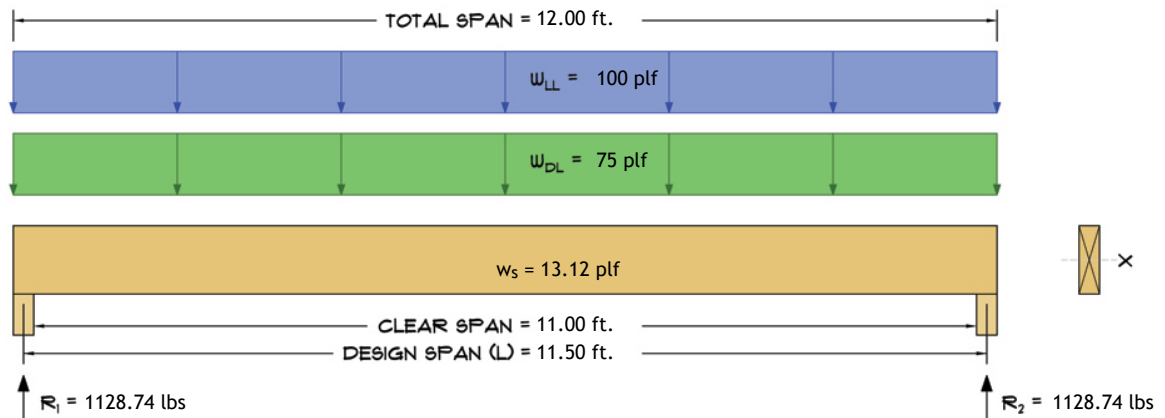 TOTAL SPAN = 12.00 ft.
WLL = 100 plf
WDL = 75 plf
ws = 13.12 plf
X
CLEAR SPAN = 11.00 ft.
DESIGN SPAN (L) = 11.50 ft.
R1 = 1128.74 lbs
R2 = 1128.74 lbs